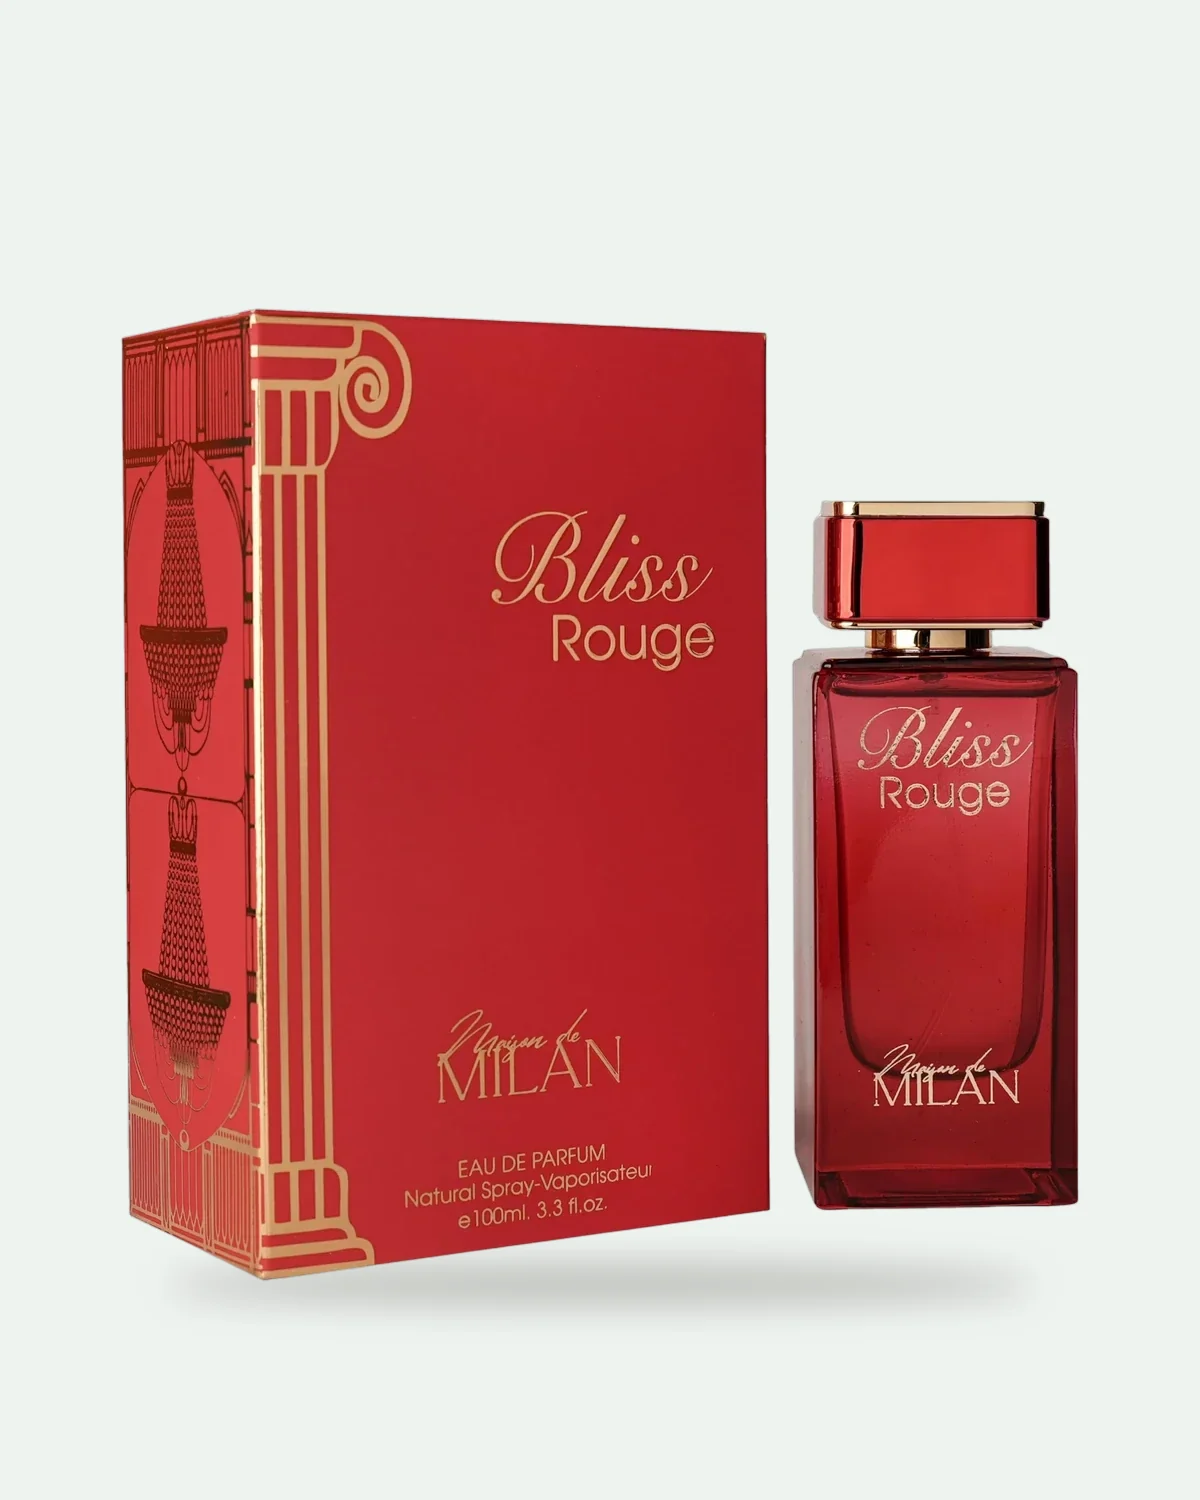 Bliss
Rouge
Maison de
MILAN
EAU DE PARFUM
Natural Spray-Vaporisateur
e100ml. 3.3 fl.oz.
Bliss
Rouge
Maison de
MILAN